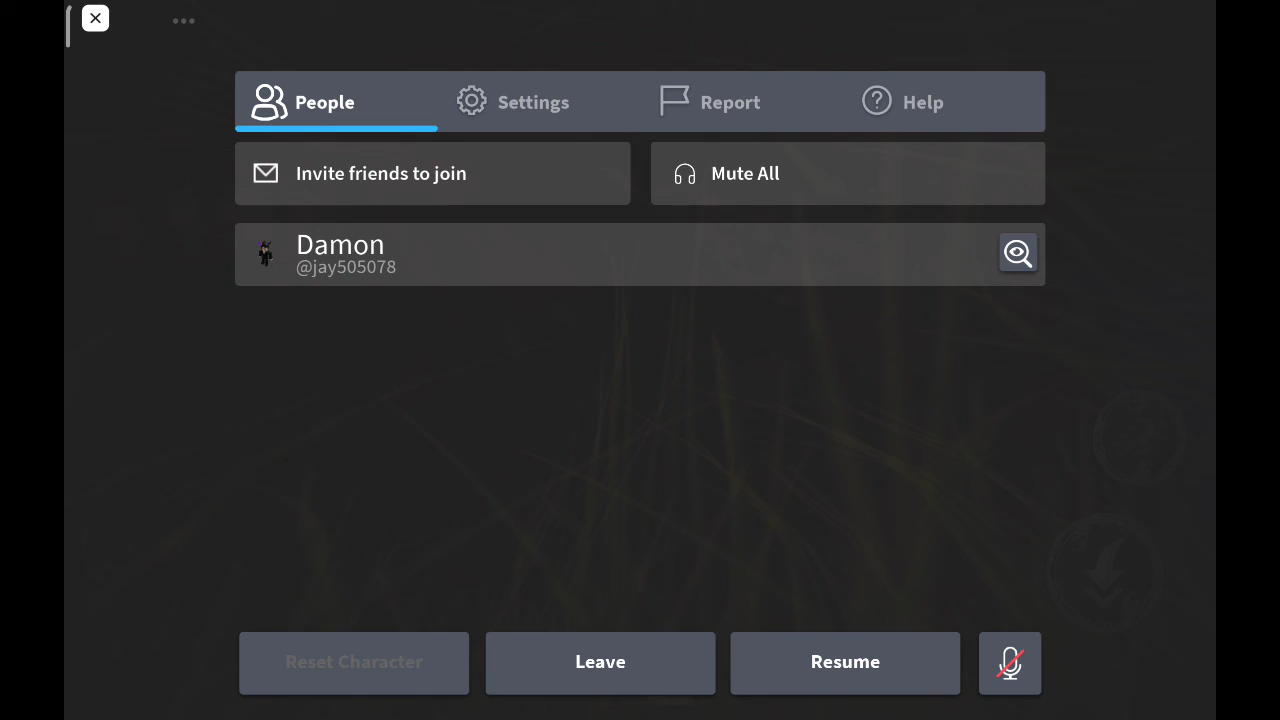 People
Settings
Report
Help
Invite friends to join
Mute All
Damon
@jay505078
Reset Character
Leave
Resume